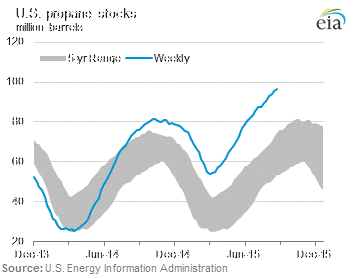 U.S. propane stocks
million barrels
eia
120
100
80
60
40
20
5-yr Range
Weekly
Dec-13
Jun-14
Dec-14
Jun-15
Dec-15
Source: U.S. Energy Information Administration